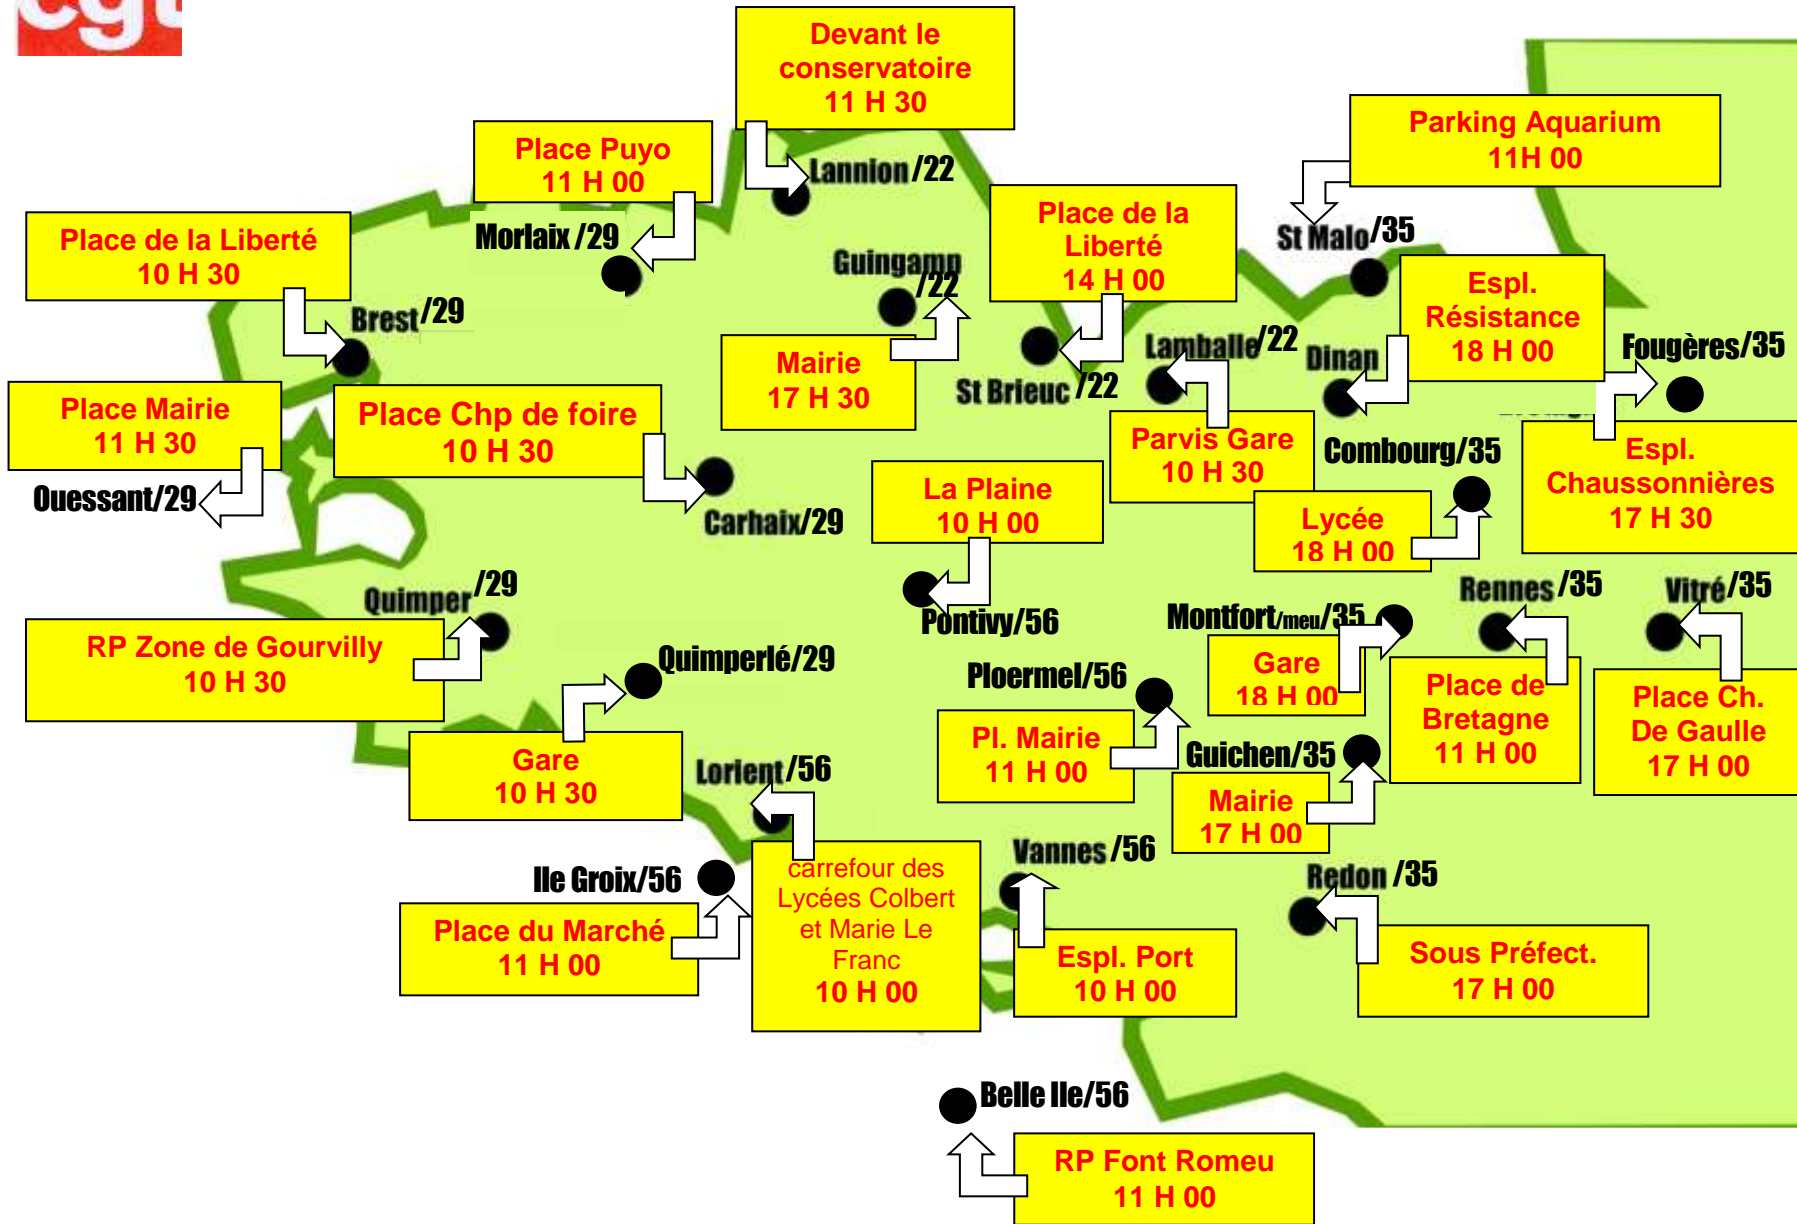 cgt
Devant le
conservatoire
11 H 30
Parking Aquarium
11H 00
Place Puyo
11 H 00
Lannion /22
Place de la
Liberté
14 H 00
Place de la Liberté
10 H 30
Morlaix /29
St Malo/35
Guingamp
/22
Espl.
Résistance
18 H 00
Brest/29
Mairie
17 H 30
St Brieuc /22
Lamballe/22
Dinan
Fougères/35
Place Mairie
11 H 30
Place Chp de foire
10 H 30
Parvis Gare
10 H 30
Combourg/35
Espl.
Chaussonnières
17 H 30
Ouessant/29
Carhaix/29
La Plaine
10 H 00
Lycée
18 H 00
Quimper/29
Pontivy/56
Montfort/meu/35
Rennes/35
Vitré/35
RP Zone de Gourvilly
10 H 30
Quimperlé/29
Ploermel/56
Gare
18 H 00
Place de
Bretagne
11 H 00
Place Ch.
De Gaulle
17 H 00
Gare
10 H 30
Lorient/56
Pl. Mairie
11 H 00
Guichen/35
Mairie
17 H 00
Ile Groix/56
carrefour des
Lycées Colbert
et Marie Le
Franc
10 H 00
Vannes /56
Redon /35
Place du Marché
11 H 00
Espl. Port
10 H 00
Sous Préfect.
17 H 00
Belle Ile/56
RP Font Romeu
11 H 00